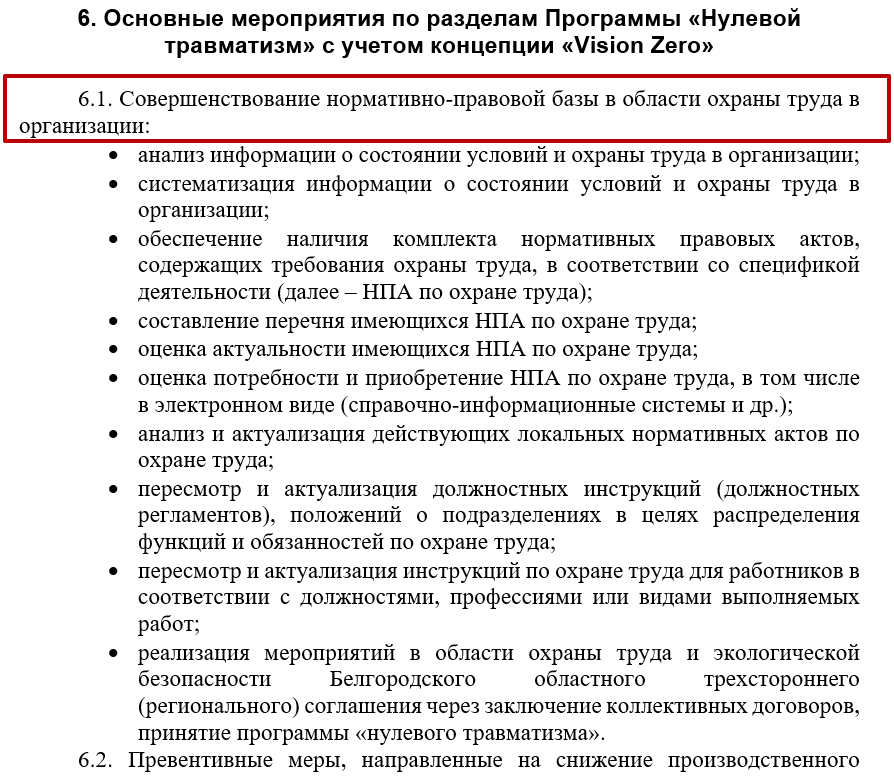 6. Основные мероприятия по разделам Программы «Нулевой
травматизм» с учетом концепции «Vision Zero»
6.1. Совершенствование нормативно-правовой базы в области охраны труда в
организации:
• анализ информации о состоянии условий и охраны труда в организации;
• систематизация информации о состоянии условий и охраны труда в
организации;
• обеспечение наличия комплекта нормативных правовых актов,
содержащих требования охраны труда, в соответствии со спецификой
деятельности (далее – НПА по охране труда);
• составление перечня имеющихся НПА по охране труда;
• оценка актуальности имеющихся НПА по охране труда;
• оценка потребности и приобретение НПА по охране труда, в том числе
в электронном виде (справочно-информационные системы и др.);
• анализ и актуализация действующих локальных нормативных актов по
охране труда;
• пересмотр и актуализация должностных инструкций (должностных
регламентов), положений о подразделениях в целях распределения
функций и обязанностей по охране труда;
• пересмотр и актуализация инструкций по охране труда для работников в
соответствии с должностями, профессиями или видами выполняемых
работ;
• реализация мероприятий в области охраны труда и экологической
безопасности Белгородского областного трехстороннего
(регионального) соглашения через заключение коллективных договоров,
принятие программы «нулевого травматизма».
6.2. Превентивные меры, направленные на снижение производственного